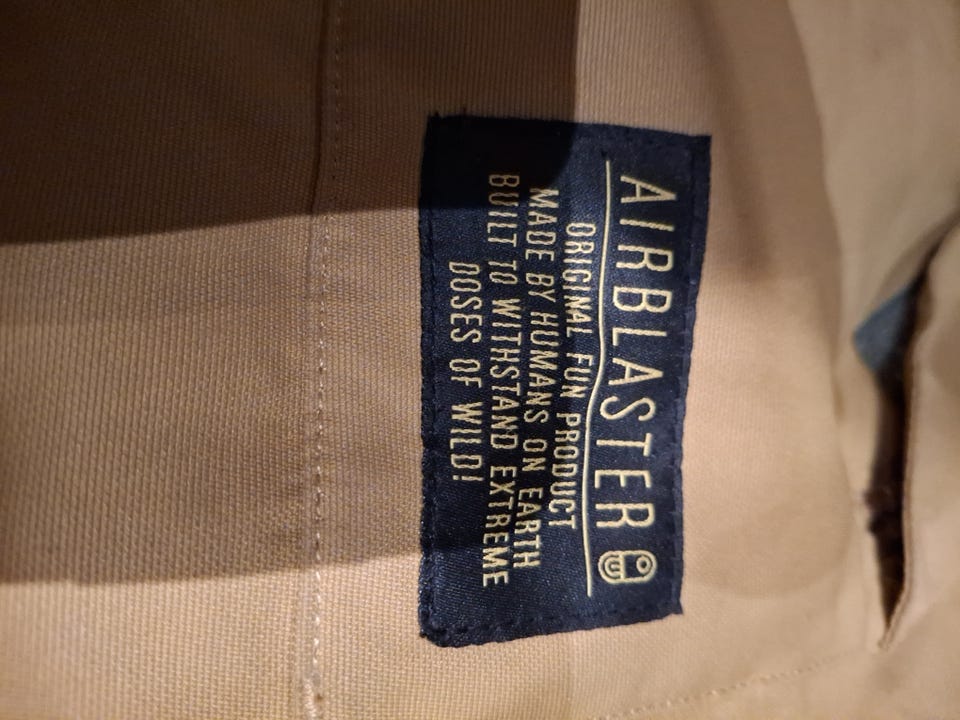 AIRBLASTER
ORIGINAL FUN PRODUCT
MADE BY HUMANS ON EARTH
BUILT TO WITHSTAND EXTREME
DOSES OF WILD!